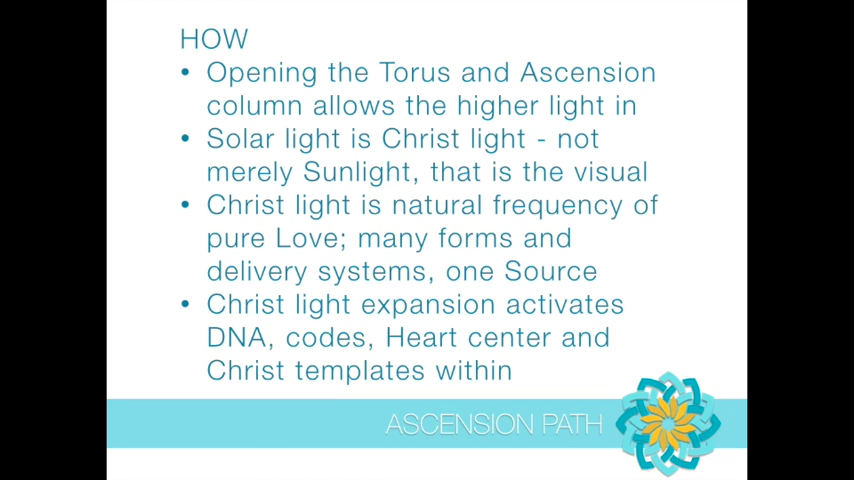 HOW
• Opening the Torus and Ascension
column allows the higher light in
• Solar light is Christ light - not
merely Sunlight, that is the visual
• Christ light is natural frequency of
pure Love; many forms and
delivery systems, one Source
• Christ light expansion activates
DNA, codes, Heart center and
Christ templates within
ASCENSION PATH